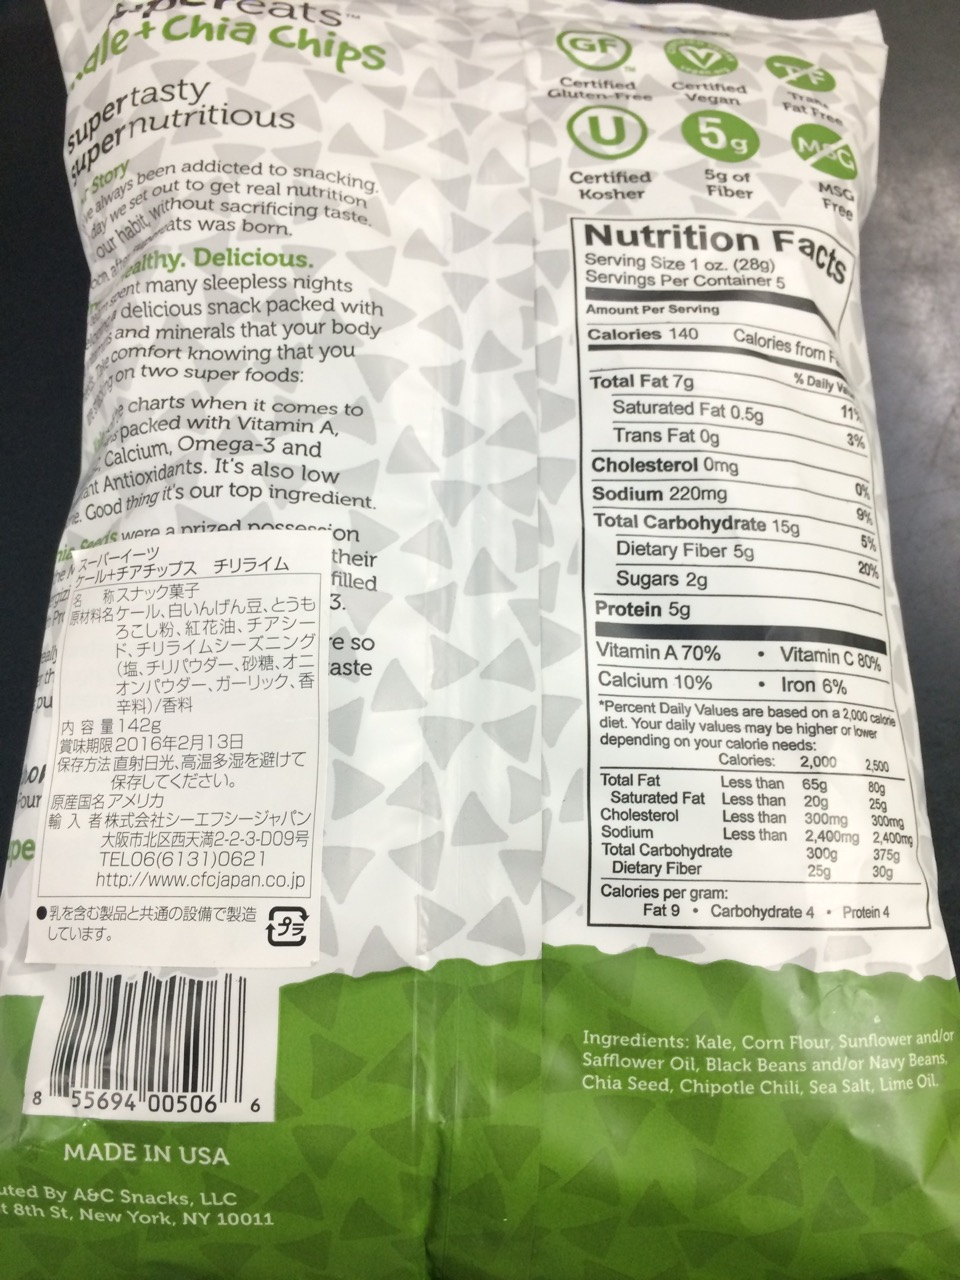 Chia Chips
supertasty
supernutritious
Story
always been addicted to snacking.
day we set out to get real nutrition
our habit, without sacrificing taste.
was born.
Delicious.
spent many sleepless nights
delicious snack packed with
and minerals that your body
comfort knowing that you
on two super foods:
charts when it comes to
packed with Vitamin A,
Calcium, Omega-3 and
Antioxidants. It's also low
Good thing it's our top ingredient.
were a prized possession
their
filled
3.
so
スーパーイーツ
ケール+チアチップス チリライム
名 称 スナック菓子
原材料名 ケール、白いんげん豆、とうも
ろこし粉、紅花油、チアシー
ド、チリライムシーズニング
(塩、チリパウダー、砂糖、オニ
オンパウダー、ガーリック、香
辛料)/香料
内 容 量 142g
賞味期限 2016年2月13日
保存方法 直射日光、高温多湿を避けて
保存してください。
原産国名 アメリカ
輸 入 者 株式会社シーエフシージャパン
大阪市北区西天満2-2-3-D09号
TEL06(6131)0621
http://www.cfcjapan.co.jp
●乳を含む製品と共通の設備で製造
しています。
プラ
8 55694 00506 6
MADE IN USA
By A&C Snacks, LLC
8th St, New York, NY 10011
GF
Certified
Gluten-Free
V
Certified
Vegan
TF
Trans
Fat Free
U
Certified
Kosher
5g
5g of
Fiber
MSG
MSG
Free
Nutrition Facts
Serving Size 1 oz. (28g)
Servings Per Container 5
Amount Per Serving
Calories 140 Calories from
% Daily
Total Fat 7g 11%
Saturated Fat 0.5g 3%
Trans Fat 0g
Cholesterol 0mg 0%
Sodium 220mg 9%
Total Carbohydrate 15g 5%
Dietary Fiber 5g 20%
Sugars 2g
Protein 5g
Vitamin A 70% • Vitamin C 80%
Calcium 10% • Iron 6%
*Percent Daily Values are based on a 2,000 calorie
diet. Your daily values may be higher or lower
depending on your calorie needs:
Calories: 2,000 2,500
Total Fat Less than 65g 80g
Saturated Fat Less than 20g 25g
Cholesterol Less than 300mg 300mg
Sodium Less than 2,400mg 2,400mg
Total Carbohydrate 300g 375g
Dietary Fiber 25g 30g
Calories per gram:
Fat 9 • Carbohydrate 4 • Protein 4
Ingredients: Kale, Corn Flour, Sunflower and/or
Safflower Oil, Black Beans and/or Navy Beans,
Chia Seed, Chipotle Chili, Sea Salt, Lime Oil.